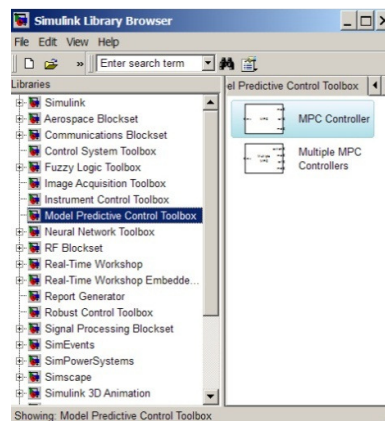 Simulink Library Browser
File Edit View Help
» Enter search term
Libraries
Simulink
Aerospace Blockset
Communications Blockset
Control System Toolbox
Fuzzy Logic Toolbox
Image Acquisition Toolbox
Instrument Control Toolbox
Model Predictive Control Toolbox
Neural Network Toolbox
RF Blockset
Real-Time Workshop
Real-Time Workshop Embedde...
Report Generator
Robust Control Toolbox
Signal Processing Blockset
SimEvents
SimPowerSystems
Simscape
Simulink 3D Animation
el Predictive Control Toolbox
MPC Controller
Multiple MPC
Controllers
Showing: Model Predictive Control Toolbox